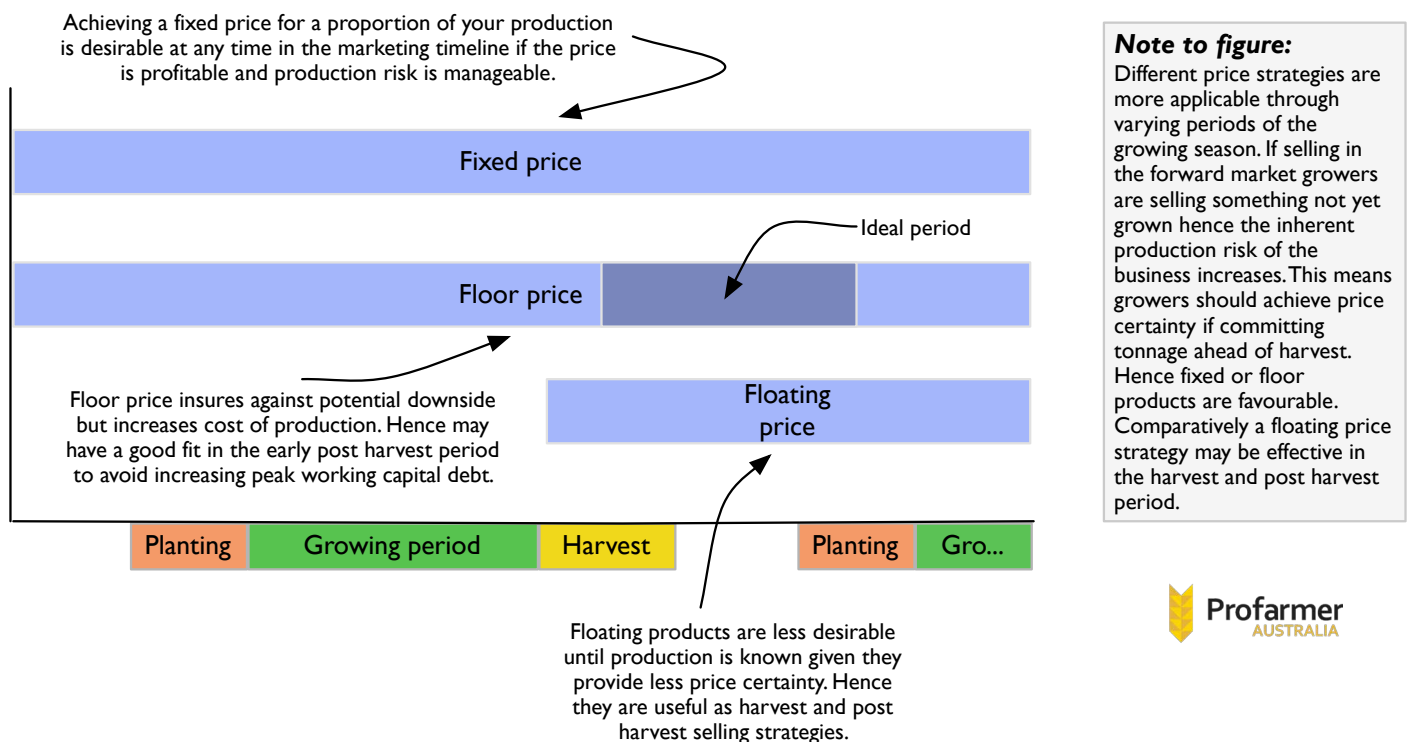 Achieving a fixed price for a proportion of your production
is desirable at any time in the marketing timeline if the price
is profitable and production risk is manageable.
Fixed price
Ideal period
Floor price
Floor price insures against potential downside
but increases cost of production. Hence may
have a good fit in the early post harvest period
to avoid increasing peak working capital debt.
Floating
price
Planting
Growing period
Harvest
Planting
Gro...
Floating products are less desirable
until production is known given they
provide less price certainty. Hence
they are useful as harvest and post
harvest selling strategies.
Note to figure:
Different price strategies are
more applicable through
varying periods of the
growing season. If selling in
the forward market growers
are selling something not yet
grown hence the inherent
production risk of the
business increases. This means
growers should achieve price
certainty if committing
tonnage ahead of harvest.
Hence fixed or floor
products are favourable.
Comparatively a floating price
strategy may be effective in
the harvest and post harvest
period.
Profarmer
AUSTRALIA